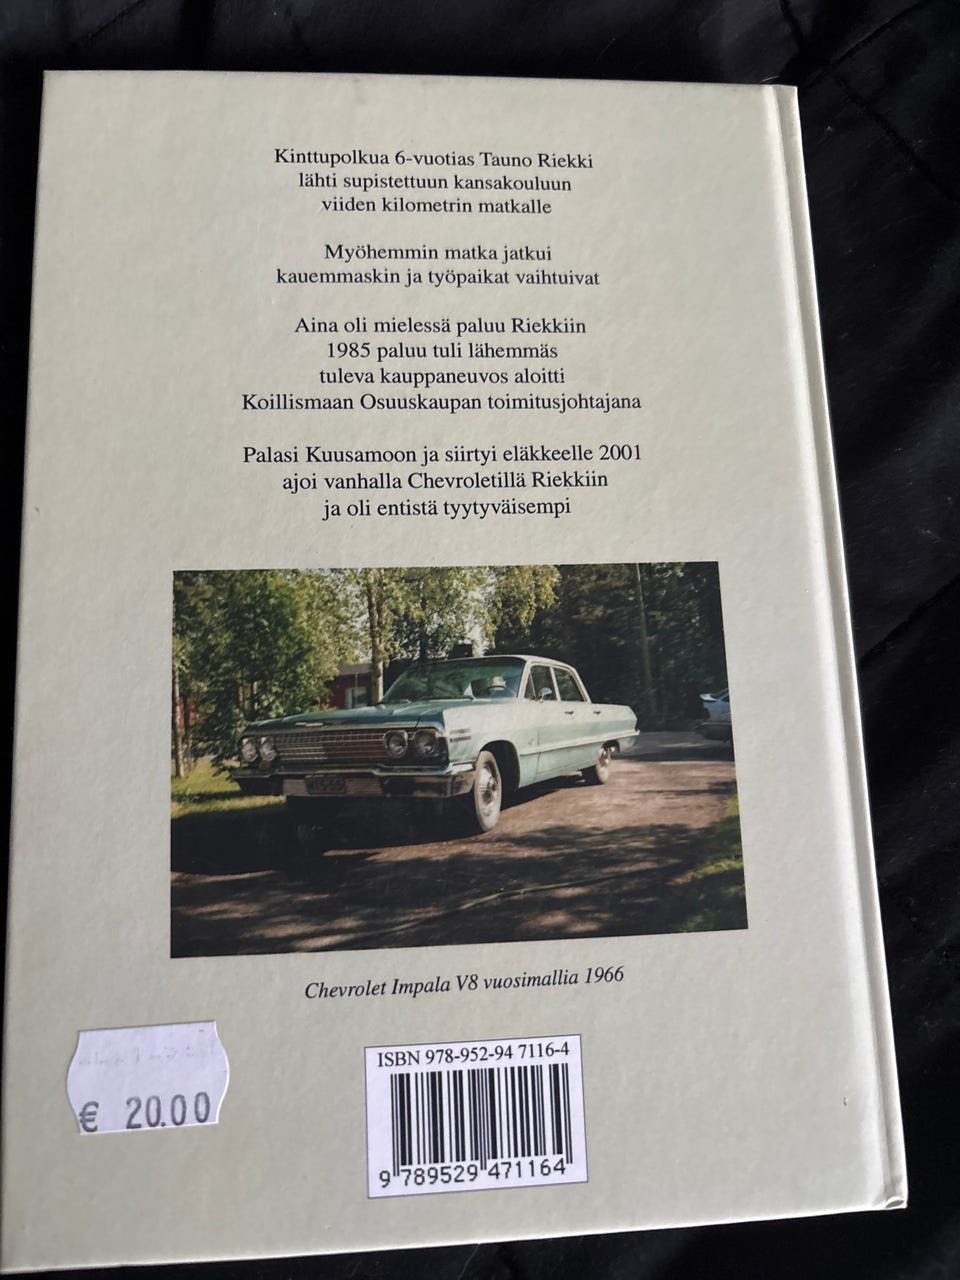 Kinttupolkua 6-vuotias Tauno Riekki
lähti supistettuun kansakouluun
viiden kilometrin matkalle
Myöhemmin matka jatkui
kauemmaskin ja työpaikat vaihtuivat
Aina oli mielessä paluu Riekkiin
1985 paluu tuli lähemmäs
tuleva kauppaneuvos aloitti
Koillismaan Osuuskaupan toimitusjohtajana
Palasi Kuusamoon ja siirtyi eläkkeelle 2001
ajoi vanhalla Chevroletillä Riekkiin
ja oli entistä tyytyväisempi
Chevrolet Impala V8 vuosimallia 1966
€ 20.00
ISBN 978-952-94 7116-4
9 789529 471164